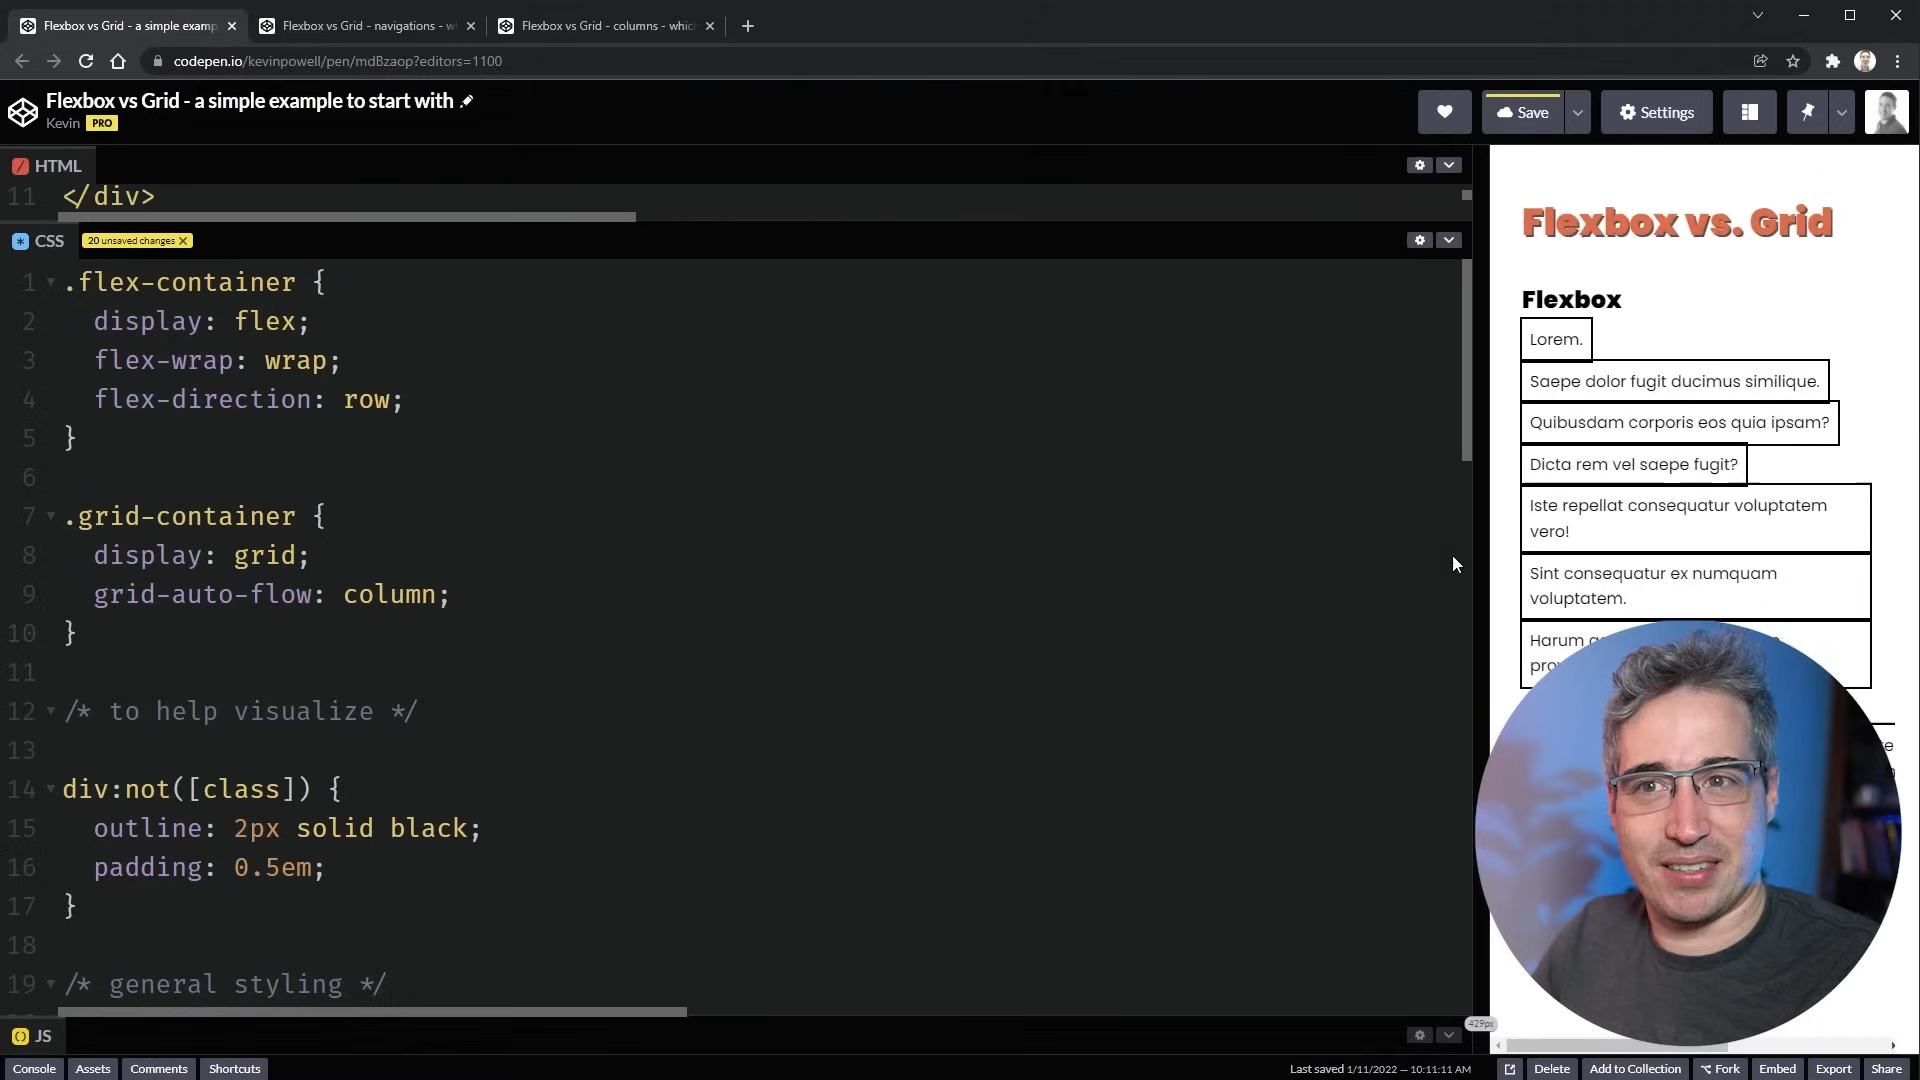 Flexbox vs Grid - a simple examp
Flexbox vs Grid - navigations - w
Flexbox vs Grid - columns - whic
codepen.io/kevinpowell/pen/mdBzaop?editors=1100
Flexbox vs Grid - a simple example to start with
Kevin PRO
Save
Settings
HTML
11 </div>
CSS 20 unsaved changes
1 .flex-container {
2 display: flex;
3 flex-wrap: wrap;
4 flex-direction: row;
5 }
6
7 .grid-container {
8 display: grid;
9 grid-auto-flow: column;
10 }
11
12 /* to help visualize */
13
14 div:not([class]) {
15 outline: 2px solid black;
16 padding: 0.5em;
17 }
18
19 /* general styling */
JS
Flexbox vs. Grid
Flexbox
Lorem.
Saepe dolor fugit ducimus similique.
Quibusdam corporis eos quia ipsam?
Dicta rem vel saepe fugit?
Iste repellat consequatur voluptatem
vero!
Sint consequatur ex numquam
voluptatem.
Harum
429px
Console Assets Comments Shortcuts
Last saved 1/11/2022 — 10:11:11 AM
Delete Add to Collection Fork Embed Export Share